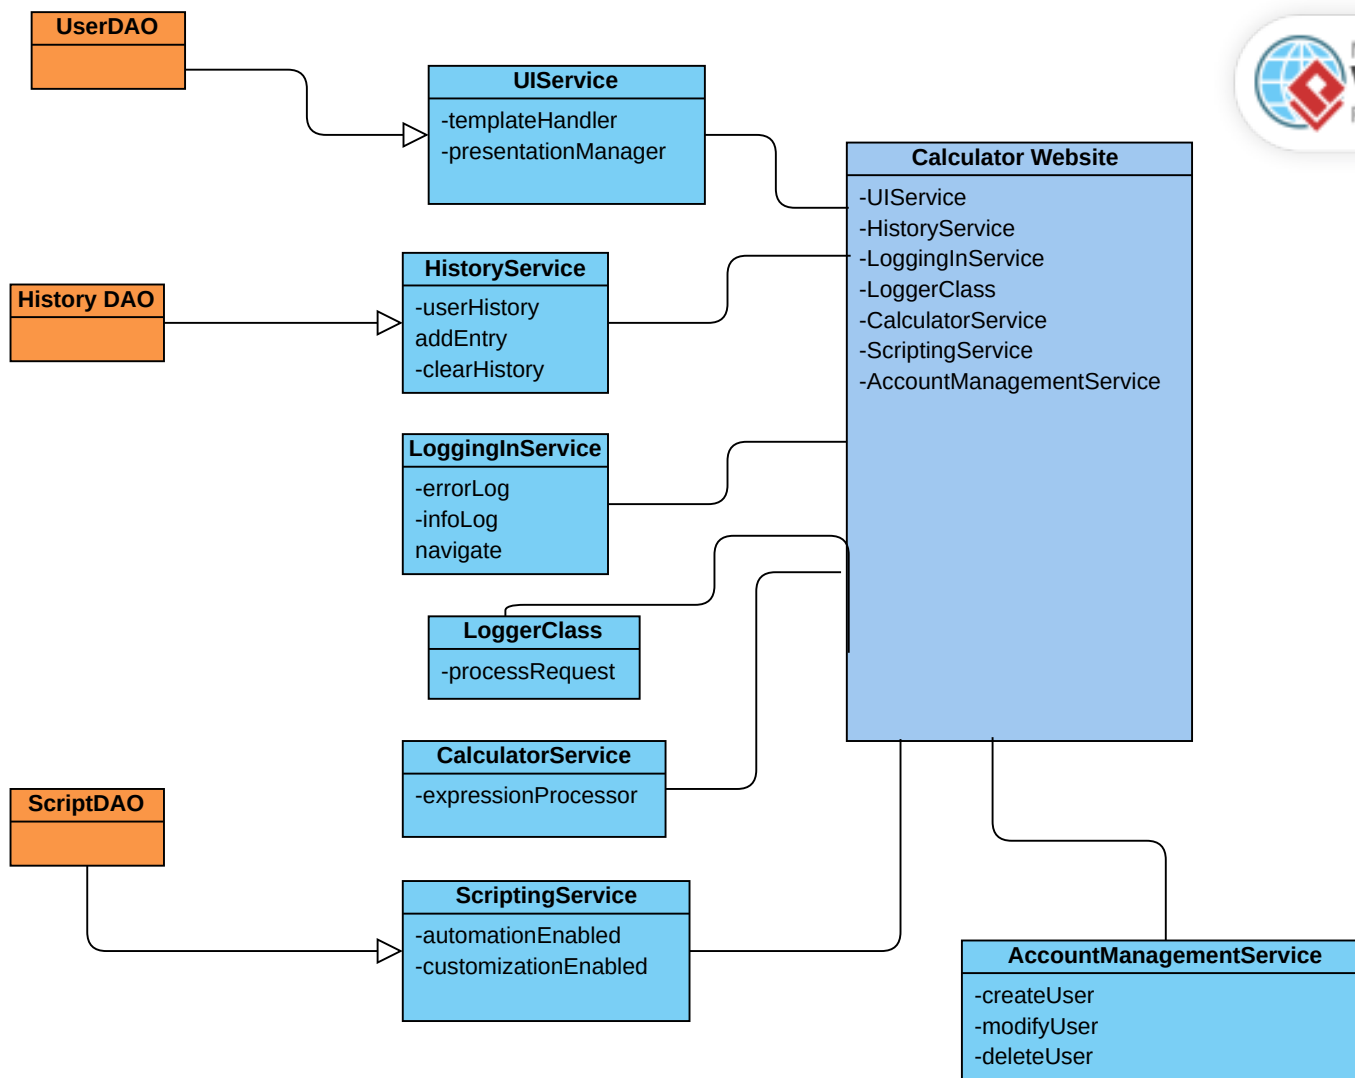 UserDAO
UIService
-templateHandler
-presentationManager
Calculator Website
-UIService
-HistoryService
-LoggingInService
-LoggerClass
-CalculatorService
-ScriptingService
-AccountManagementService
History DAO
HistoryService
-userHistory
addEntry
-clearHistory
LoggingInService
-errorLog
-infoLog
navigate
LoggerClass
-processRequest
CalculatorService
-expressionProcessor
ScriptDAO
ScriptingService
-automationEnabled
-customizationEnabled
AccountManagementService
-createUser
-modifyUser
-deleteUser